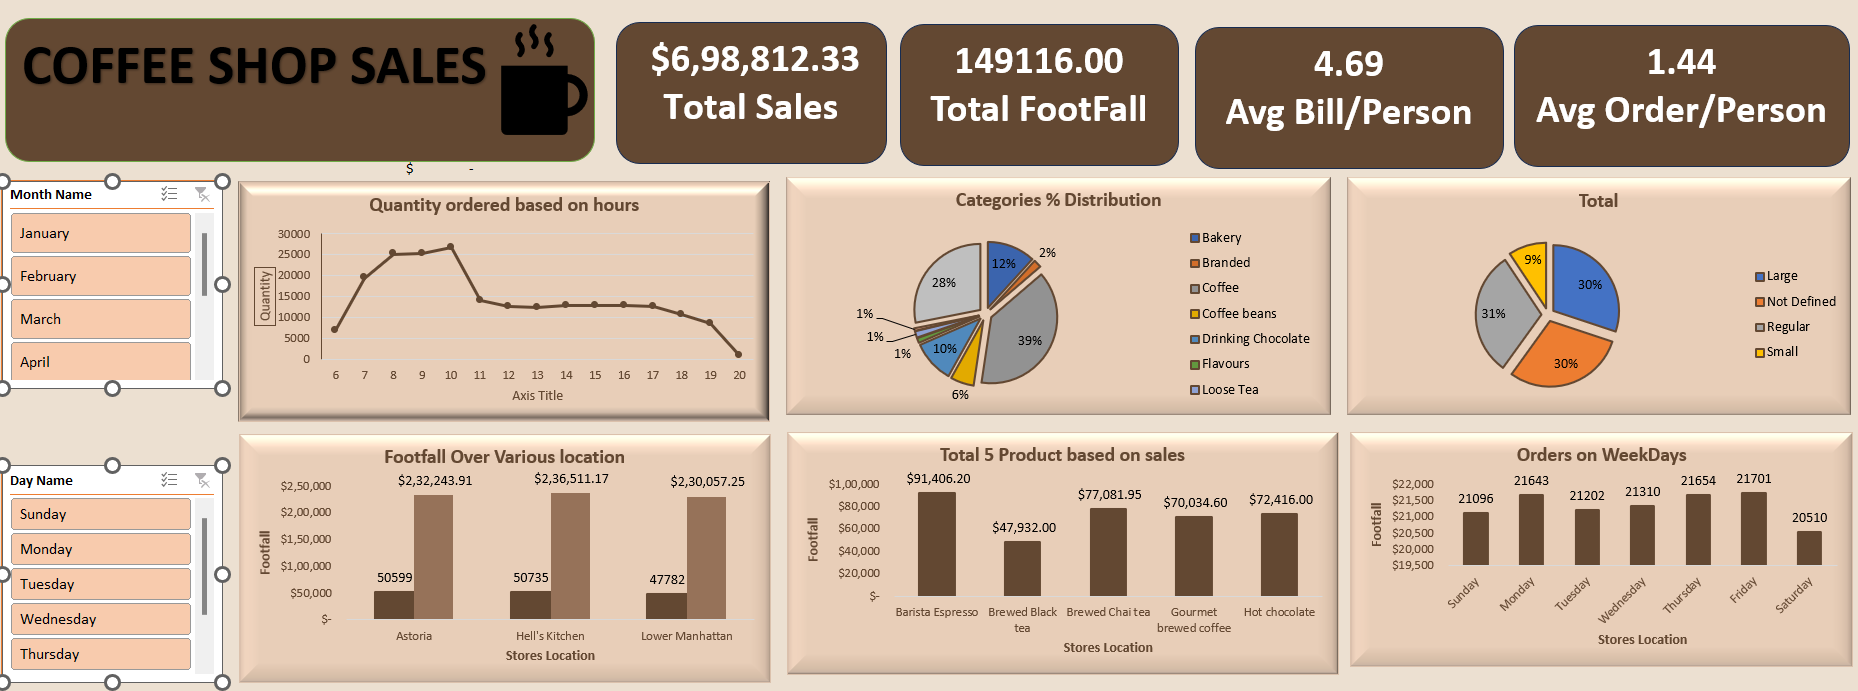 COFFEE SHOP SALES
$6,98,812.33
Total Sales
149116.00
Total FootFall
4.69
Avg Bill/Person
1.44
Avg Order/Person
$ -
Month Name
January
February
March
April
Day Name
Sunday
Monday
Tuesday
Wednesday
Thursday
Quantity ordered based on hours
Quantity
30000
25000
20000
15000
10000
5000
0
6 7 8 9 10 11 12 13 14 15 16 17 18 19 20
Axis Title
Categories % Distribution
12%
2%
39%
6%
10%
1%
1%
1%
28%
Bakery
Branded
Coffee
Coffee beans
Drinking Chocolate
Flavours
Loose Tea
Total
30%
30%
31%
9%
Large
Not Defined
Regular
Small
Footfall Over Various location
Footfall
$2,50,000
$2,00,000
$1,50,000
$1,00,000
$50,000
$-
50599 $2,32,243.91
50735 $2,36,511.17
47782 $2,30,057.25
Astoria Hell's Kitchen Lower Manhattan
Stores Location
Total 5 Product based on sales
Footfall
$1,00,000
$80,000
$60,000
$40,000
$20,000
$-
$91,406.20 $47,932.00 $77,081.95 $70,034.60 $72,416.00
Barista Espresso Brewed Black Brewed Chai tea Gourmet Hot chocolate
tea brewed coffee
Stores Location
Orders on WeekDays
Footfall
$22,000
$21,500
$21,000
$20,500
$20,000
$19,500
21096 21643 21202 21310 21654 21701 20510
Sunday Monday Tuesday Wednesday Thursday Friday Saturday
Stores Location